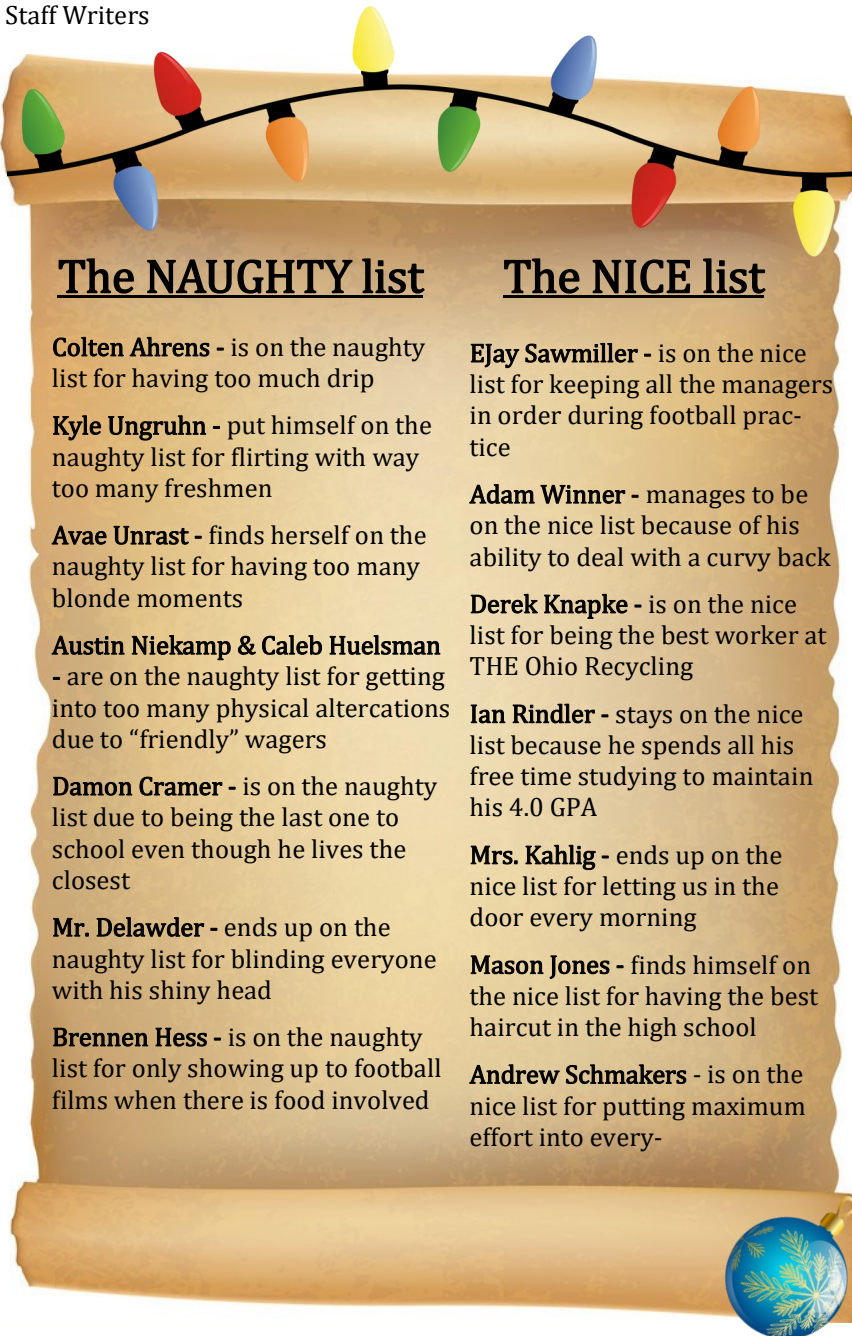 Staff Writers
The NAUGHTY list
Colten Ahrens - is on the naughty
list for having too much drip
Kyle Ungruhn - put himself on the
naughty list for flirting with way
too many freshmen
Avae Unrast - finds herself on the
naughty list for having too many
blonde moments
Austin Niekamp & Caleb Huelsman
- are on the naughty list for getting
into too many physical altercations
due to “friendly” wagers
Damon Cramer - is on the naughty
list due to being the last one to
school even though he lives the
closest
Mr. Delawder - ends up on the
naughty list for blinding everyone
with his shiny head
Brennen Hess - is on the naughty
list for only showing up to football
films when there is food involved
The NICE list
EJay Sawmiller - is on the nice
list for keeping all the managers
in order during football prac-
tice
Adam Winner - manages to be
on the nice list because of his
ability to deal with a curvy back
Derek Knapke - is on the nice
list for being the best worker at
THE Ohio Recycling
Ian Rindler - stays on the nice
list because he spends all his
free time studying to maintain
his 4.0 GPA
Mrs. Kahlig - ends up on the
nice list for letting us in the
door every morning
Mason Jones - finds himself on
the nice list for having the best
haircut in the high school
Andrew Schmakers - is on the
nice list for putting maximum
effort into every-